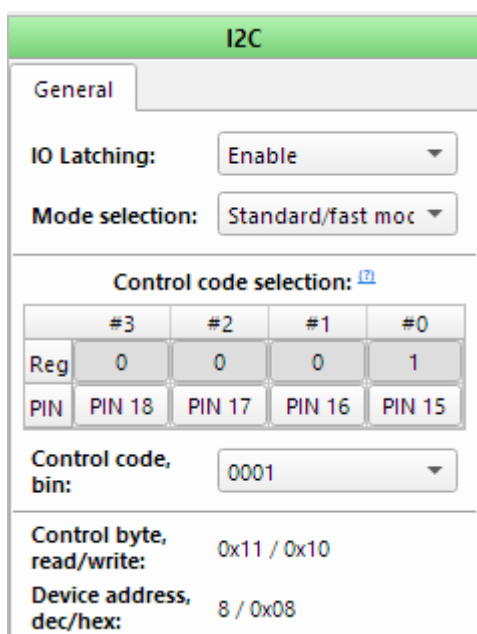 I2C
General
IO Latching: Enable
Mode selection: Standard/fast moc
Control code selection: (?)
#3 #2 #1 #0
Reg 0 0 0 1
PIN PIN 18 PIN 17 PIN 16 PIN 15
Control code,
bin: 0001
Control byte,
read/write: 0x11 / 0x10
Device address,
dec/hex: 8 / 0x08